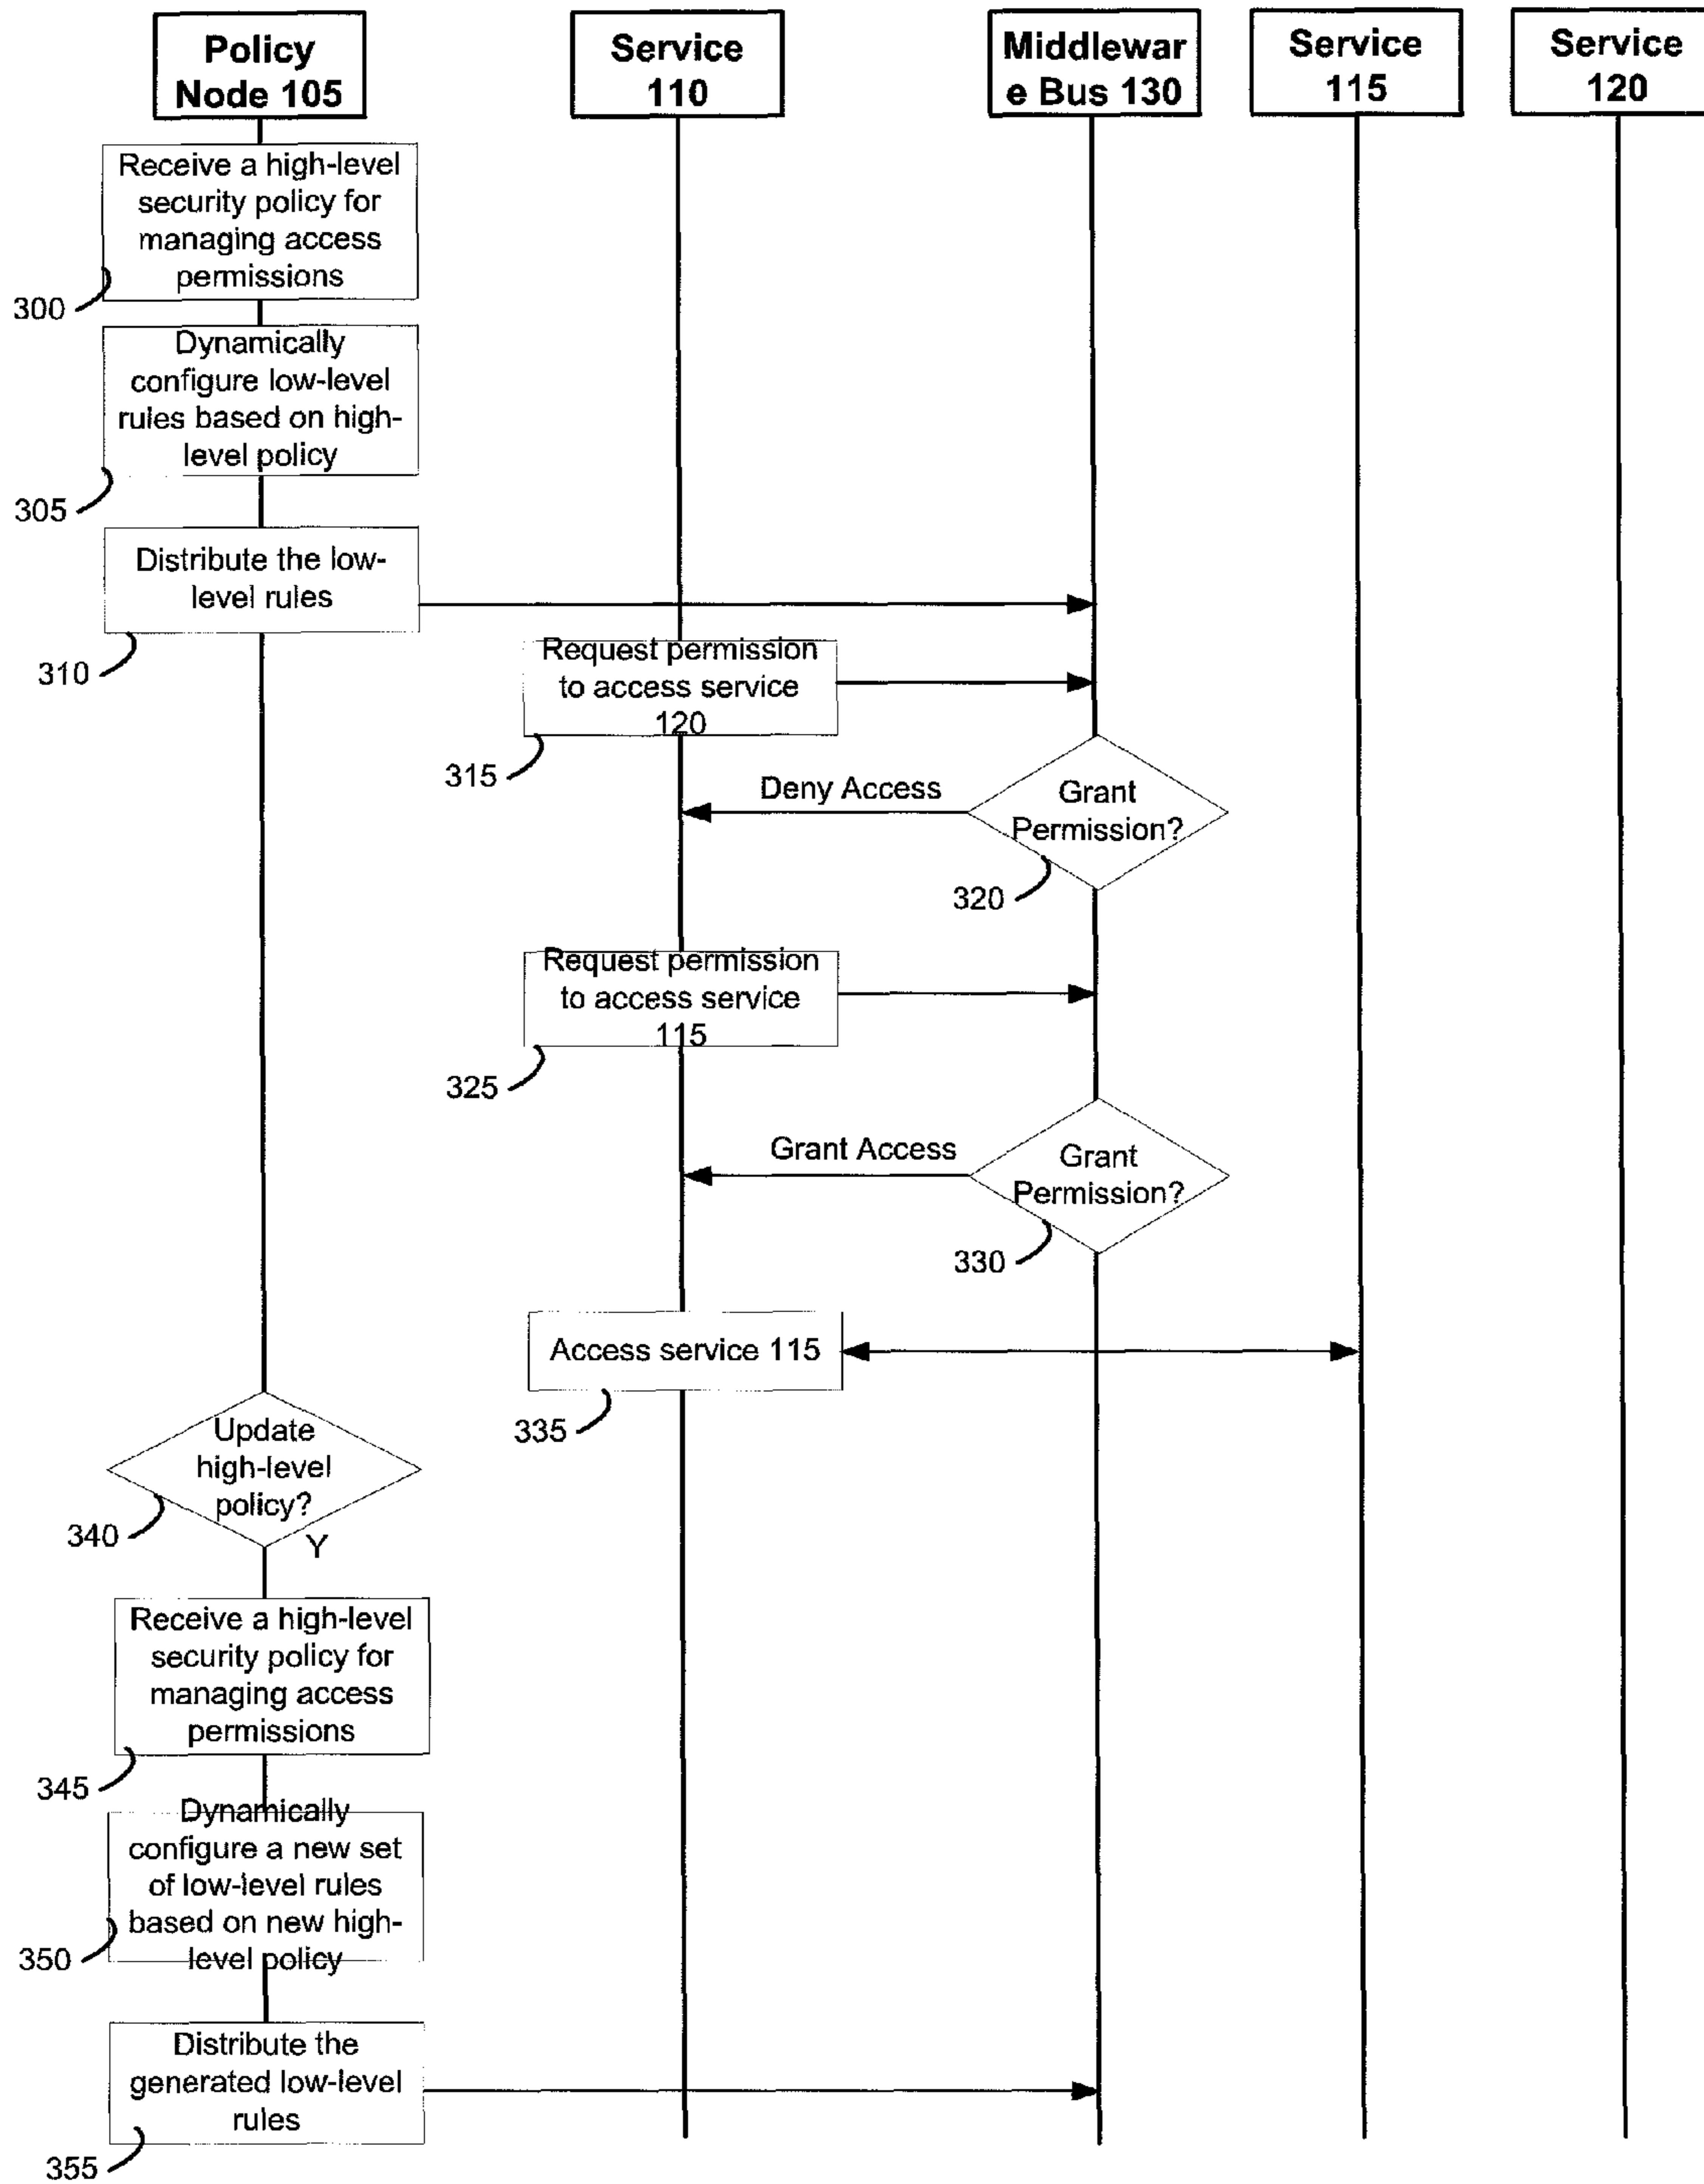 Policy
Node 105
Service
110
Middlewar
e Bus 130
Service
115
Service
120
Receive a high-level
security policy for
managing access
permissions
300
Dynamically
configure low-level
rules based on high-
level policy
305
Distribute the low-
level rules
310
Request permission
to access service
120
315
Deny Access
Grant
Permission?
320
Request permission
to access service
115
325
Grant Access
Grant
Permission?
330
Access service 115
335
Update
high-level
policy?
340
Y
Receive a high-level
security policy for
managing access
permissions
345
Dynamically
configure a new set
of low-level rules
based on new high-
level policy
350
Distribute the
generated low-level
rules
355